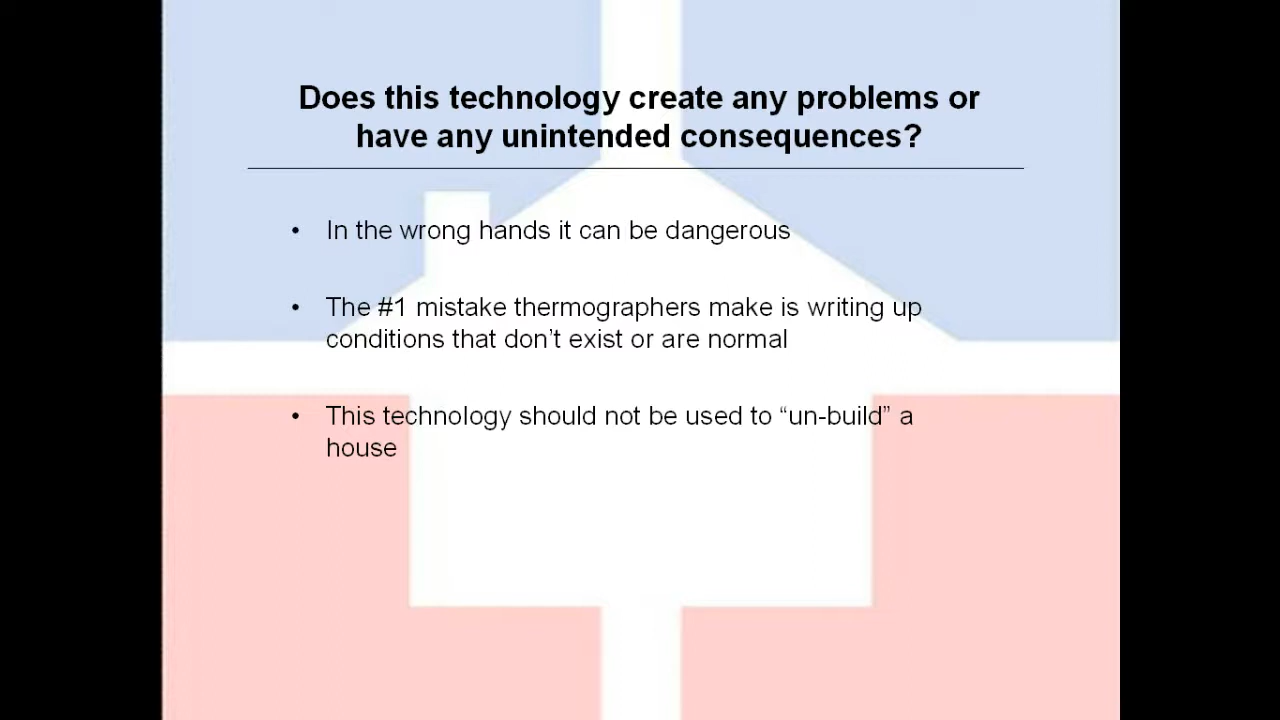 Does this technology create any problems or
have any unintended consequences?
• In the wrong hands it can be dangerous
• The #1 mistake thermographers make is writing up
conditions that don’t exist or are normal
• This technology should not be used to “un-build” a
house